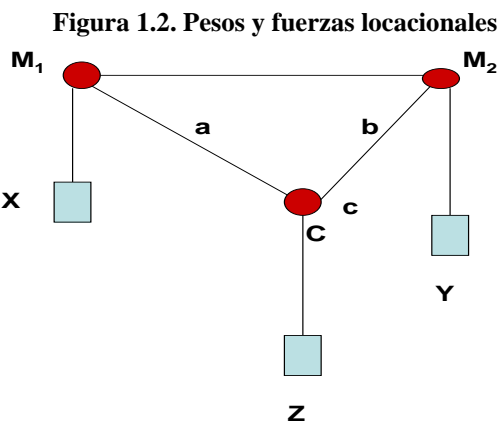 Figura 1.2. Pesos y fuerzas locacionales
M₁ M₂
a b
X c
C
Y
Z